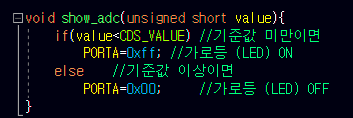 void show_adc(unsigned short value){
if(value<CDS_VALUE) //기준값 미만이면
PORTA=0xff; //가로등 (LED) ON
else //기준값 이상이면
PORTA=0x00; //가로등 (LED) OFF
}